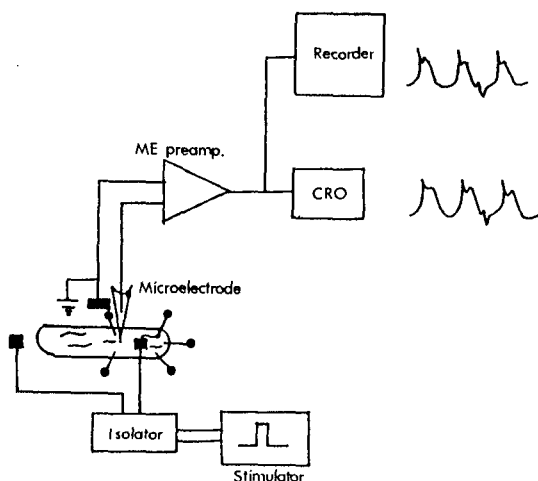 Recorder
ME preamp.
CRO
Microelectrode
Isolator
Stimulator